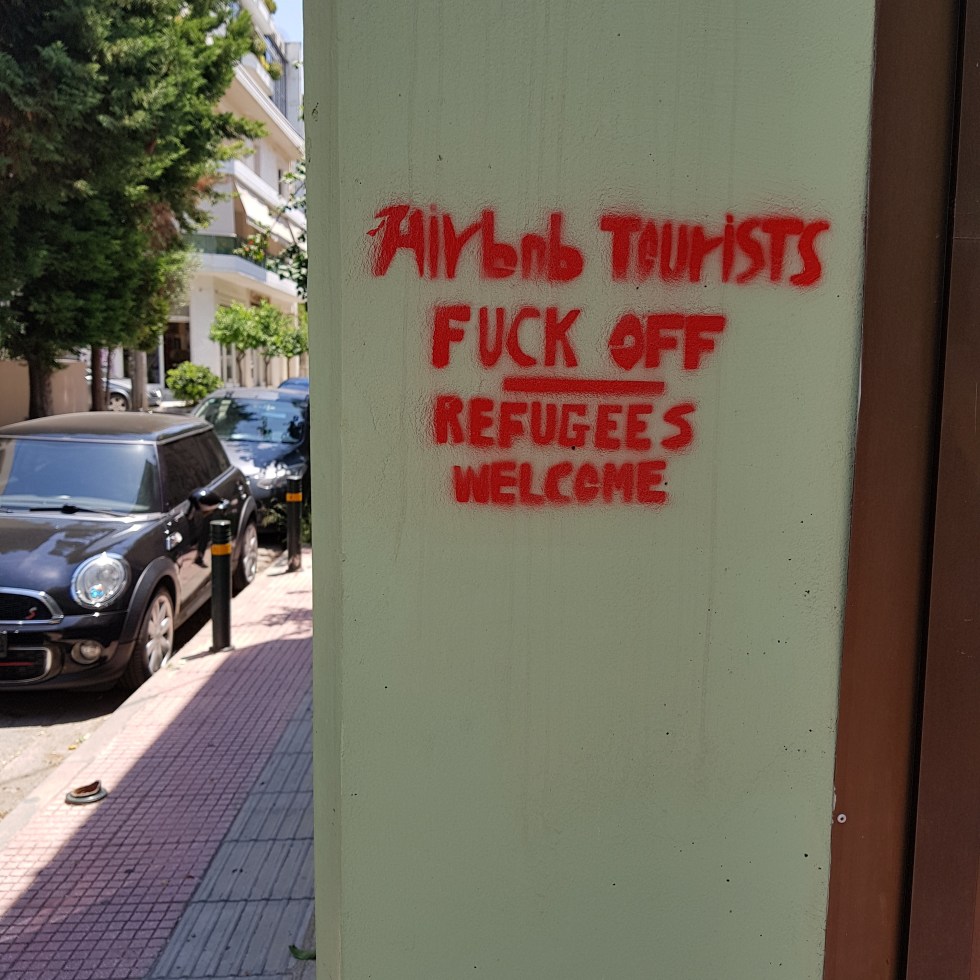 Airbnb TOURISTS
FUCK OFF
REFUGEES
WELCOME